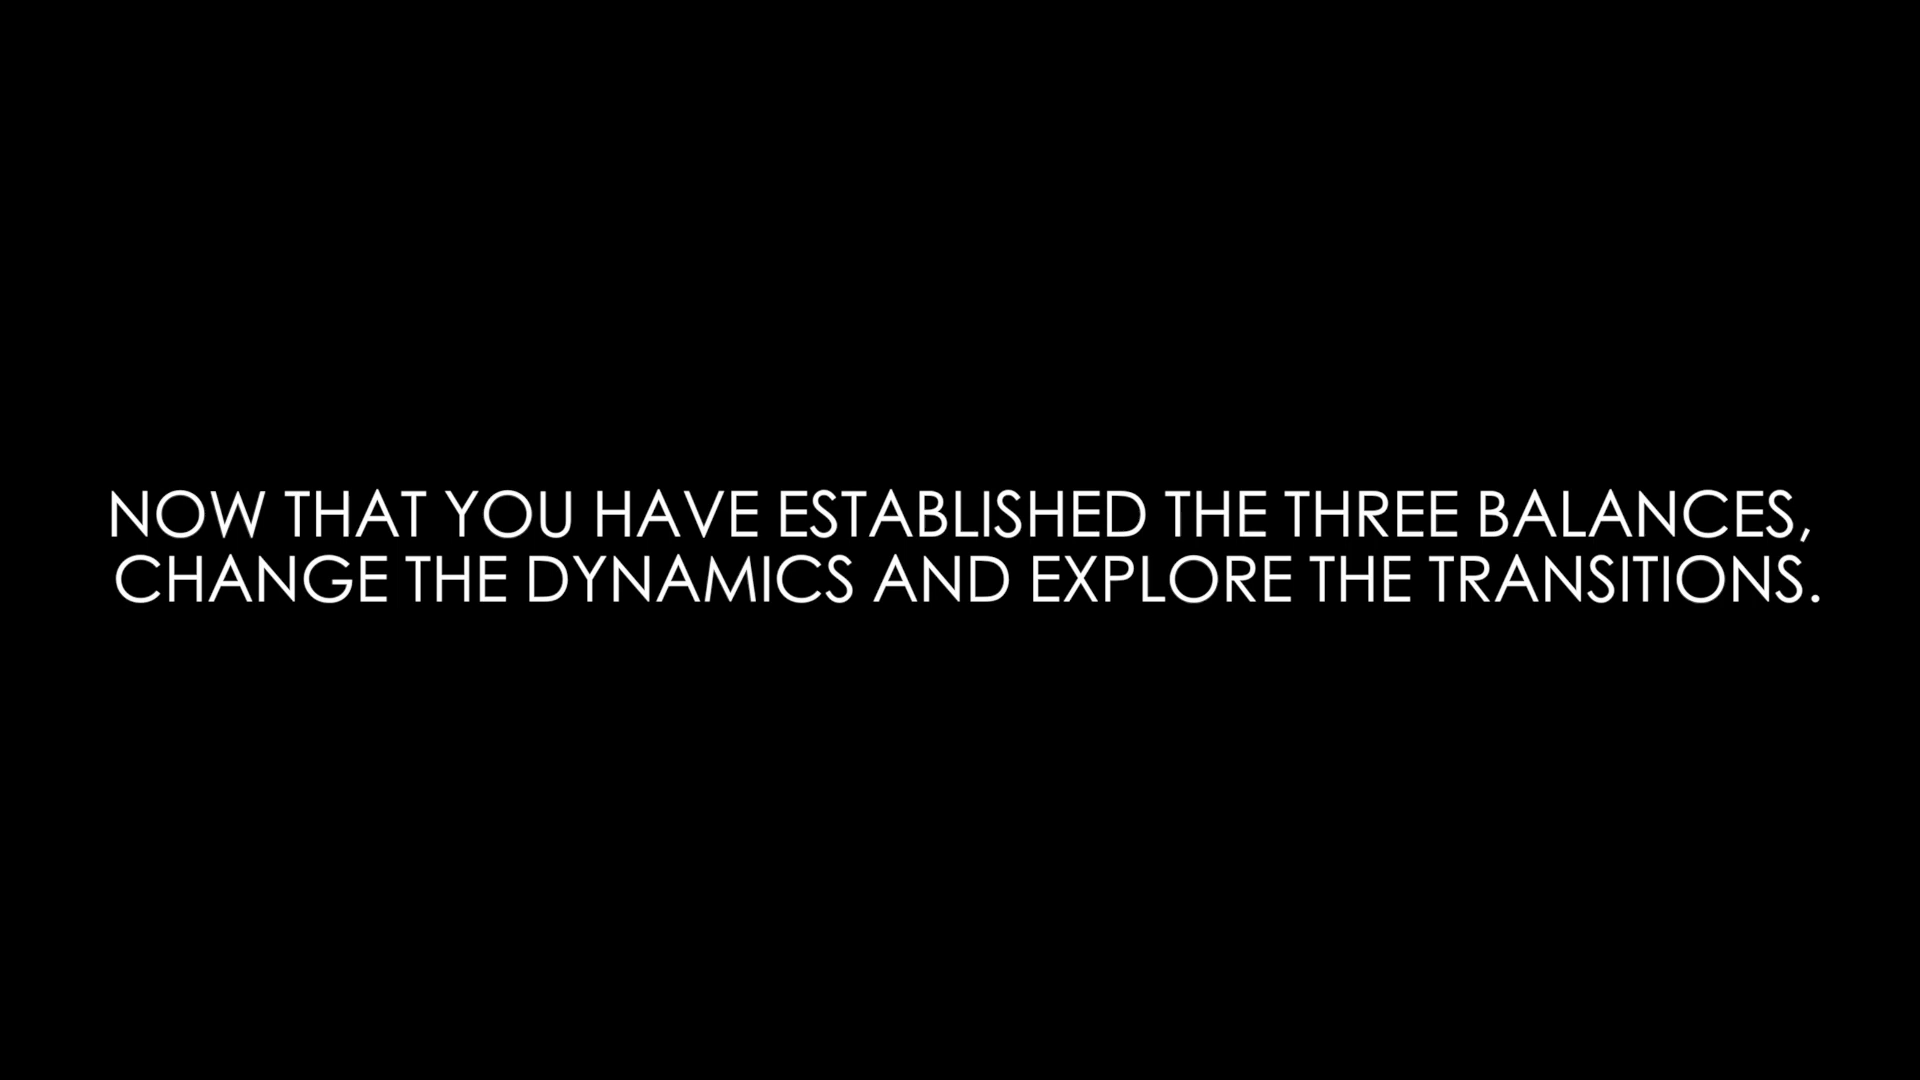 NOW THAT YOU HAVE ESTABLISHED THE THREE BALANCES,
CHANGE THE DYNAMICS AND EXPLORE THE TRANSITIONS.